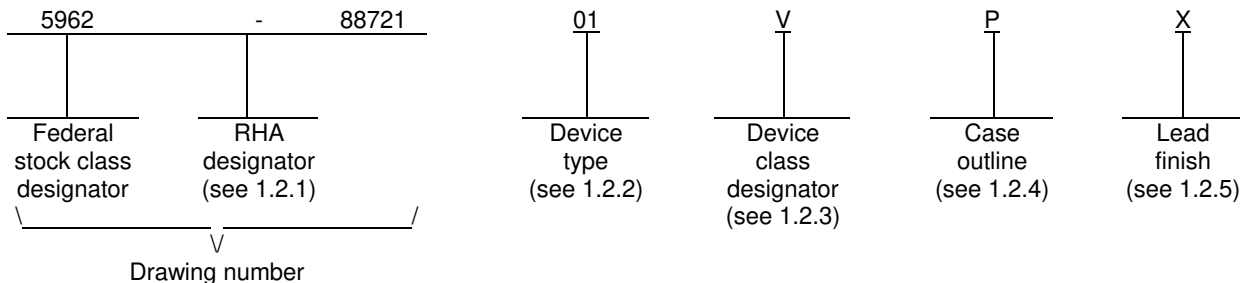 5962 - 88721 01 V P X
Federal stock class designator
RHA designator (see 1.2.1)
Device type (see 1.2.2)
Device class designator (see 1.2.3)
Case outline (see 1.2.4)
Lead finish (see 1.2.5)
Drawing number